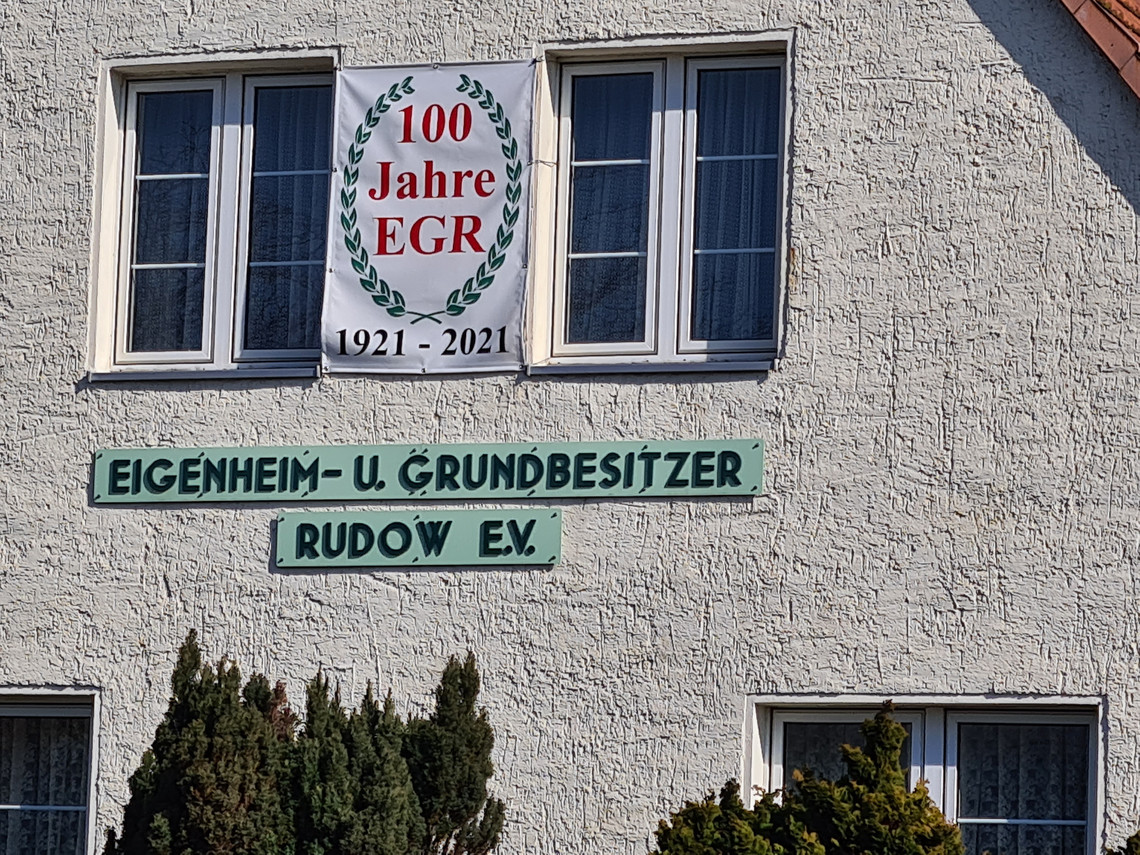 100
Jahre
EGR
1921 - 2021
EIGENHEIM- U. GRUNDBESITZER
RUDOW E.V.